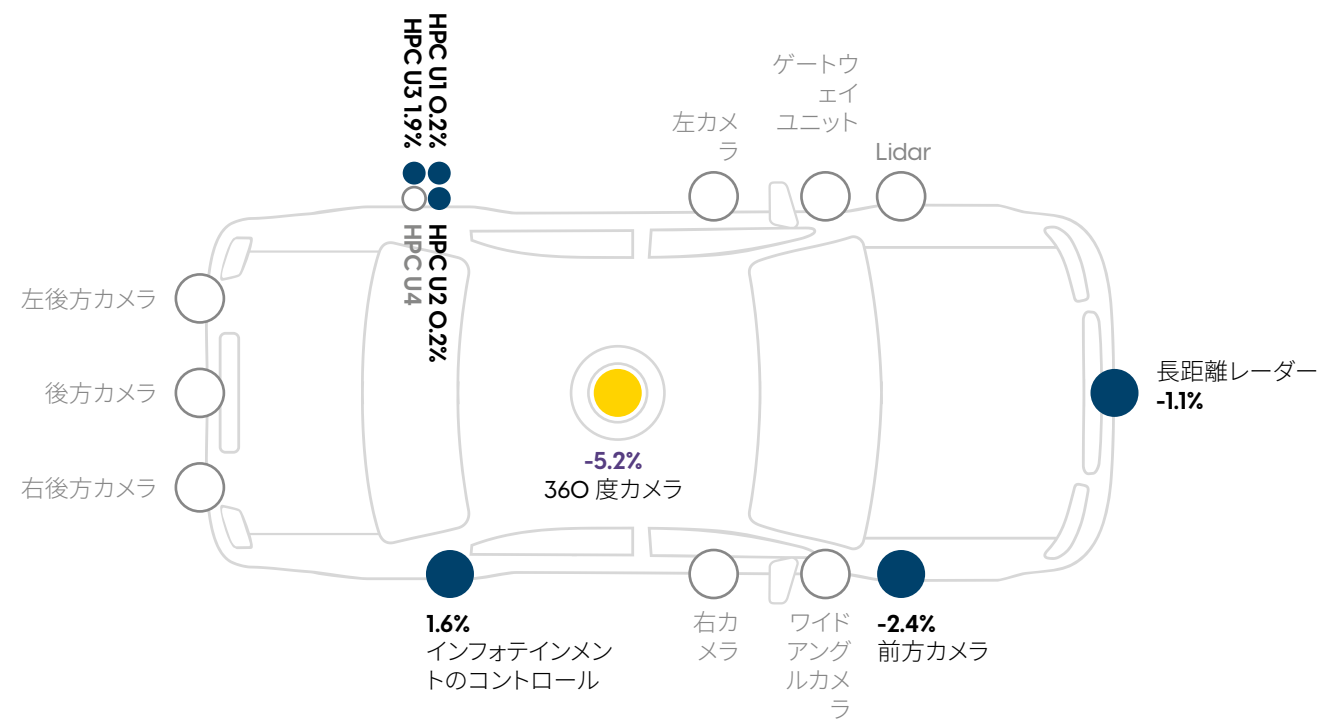 HPC U1 0.2%
HPC U3 1.9%
HPC U2 0.2%
HPC U4
左カメ
ラ
ゲートウ
ェイ
ユニット
Lidar
左後方カメラ
後方カメラ
右後方カメラ
長距離レーダー
-1.1%
-5.2%
360 度カメラ
1.6%
インフォテインメン
トのコントロール
右カ
メラ
ワイド
アング
ルカメ
ラ
-2.4%
前方カメラ